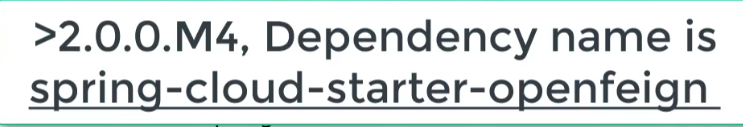 >2.0.0.M4, Dependency name is
spring-cloud-starter-openfeign